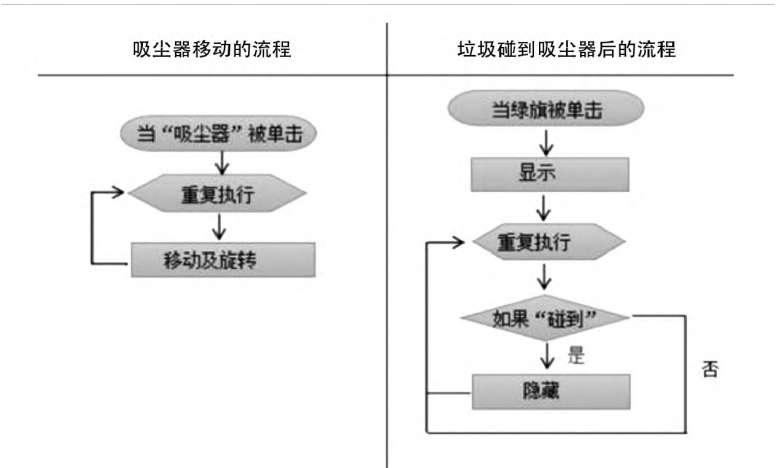 吸尘器移动的流程
当“吸尘器”被单击
重复执行
移动及旋转
垃圾碰到吸尘器后的流程
当绿旗被单击
显示
重复执行
如果“碰到”
是
否
隐藏